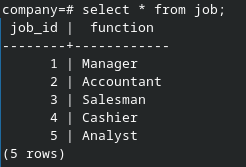 company=# select * from job;
 job_id |  function
--------+------------
      1 | Manager
      2 | Accountant
      3 | Salesman
      4 | Cashier
      5 | Analyst
(5 rows)